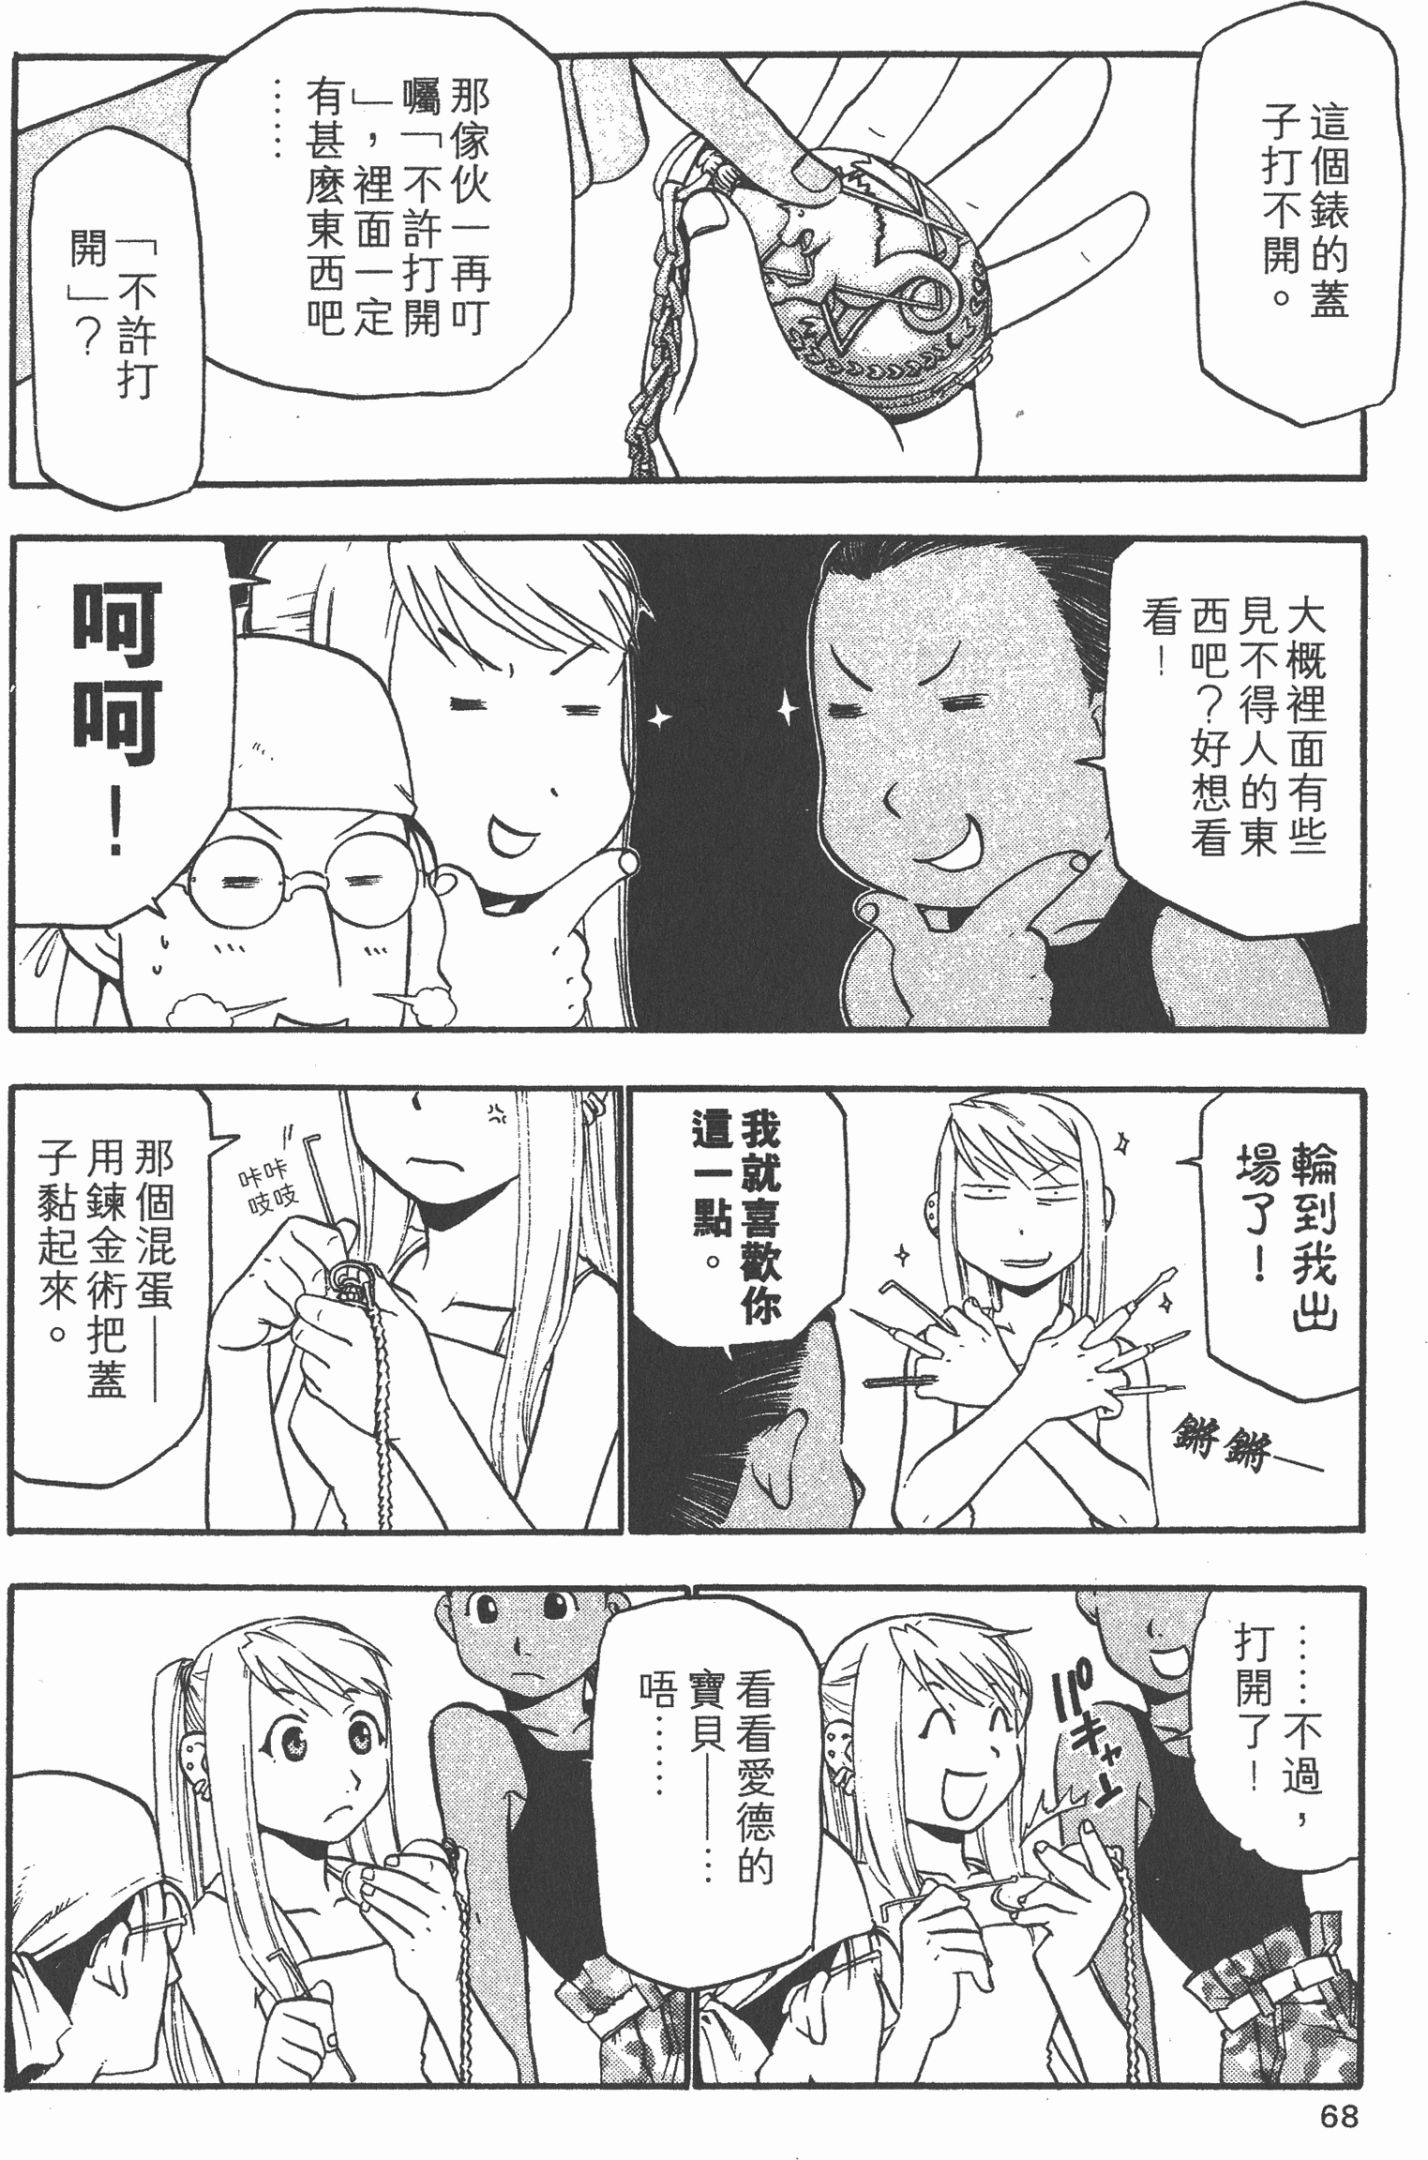 這個錶的蓋
子打不開。
那傢伙一再叮
囑「不許打開
」，裡面一定
有甚麼東西吧
……
「不許打
開」？
大概裡面有些
見不得人的東
西吧？好想看
看！
呵呵！
輪到我出
場了！
鏘鏘——
我就喜歡你
這一點。
咔咔
吱吱
那個混蛋——
用鍊金術把蓋
子黏起來。
……不過，
打開了！
パキャーン
看看愛德的
寶貝——……
唔……
68